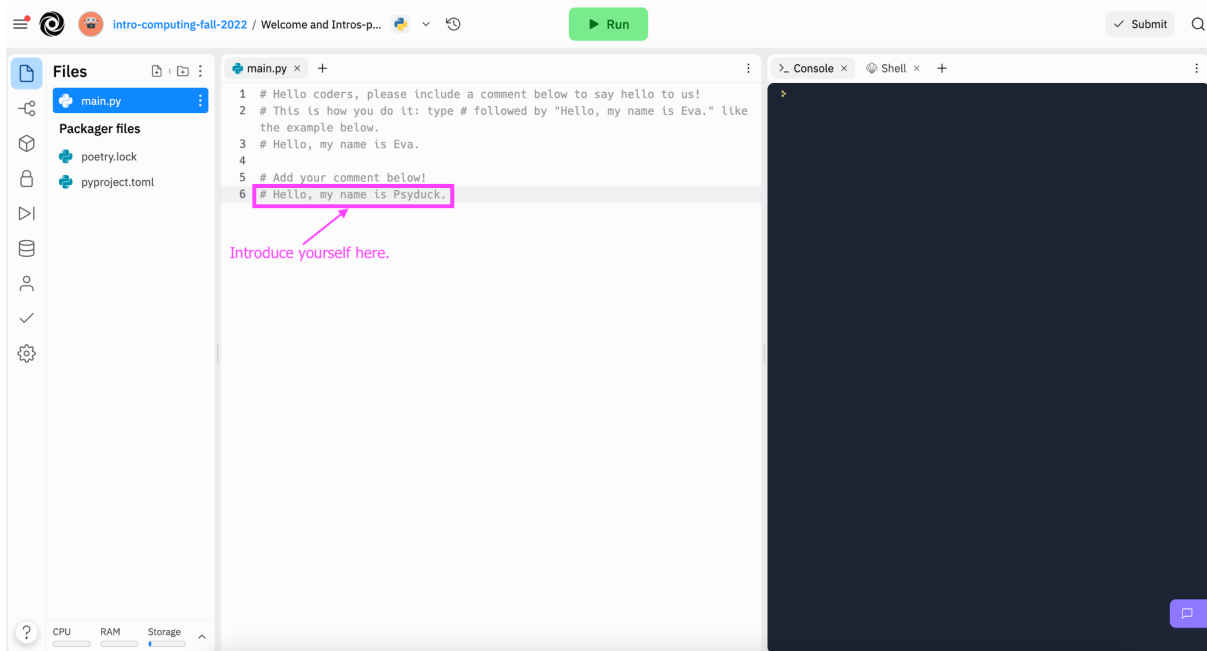 intro-computing-fall-2022 / Welcome and Intros-p...
Run
Submit
Files
main.py
Packager files
poetry.lock
pyproject.toml
CPU RAM Storage
main.py × +
1 # Hello coders, please include a comment below to say hello to us!
2 # This is how you do it: type # followed by "Hello, my name is Eva." like
the example below.
3 # Hello, my name is Eva.
4
5 # Add your comment below!
6 # Hello, my name is Psyduck.
Introduce yourself here.
>_ Console × Shell × +
>
?